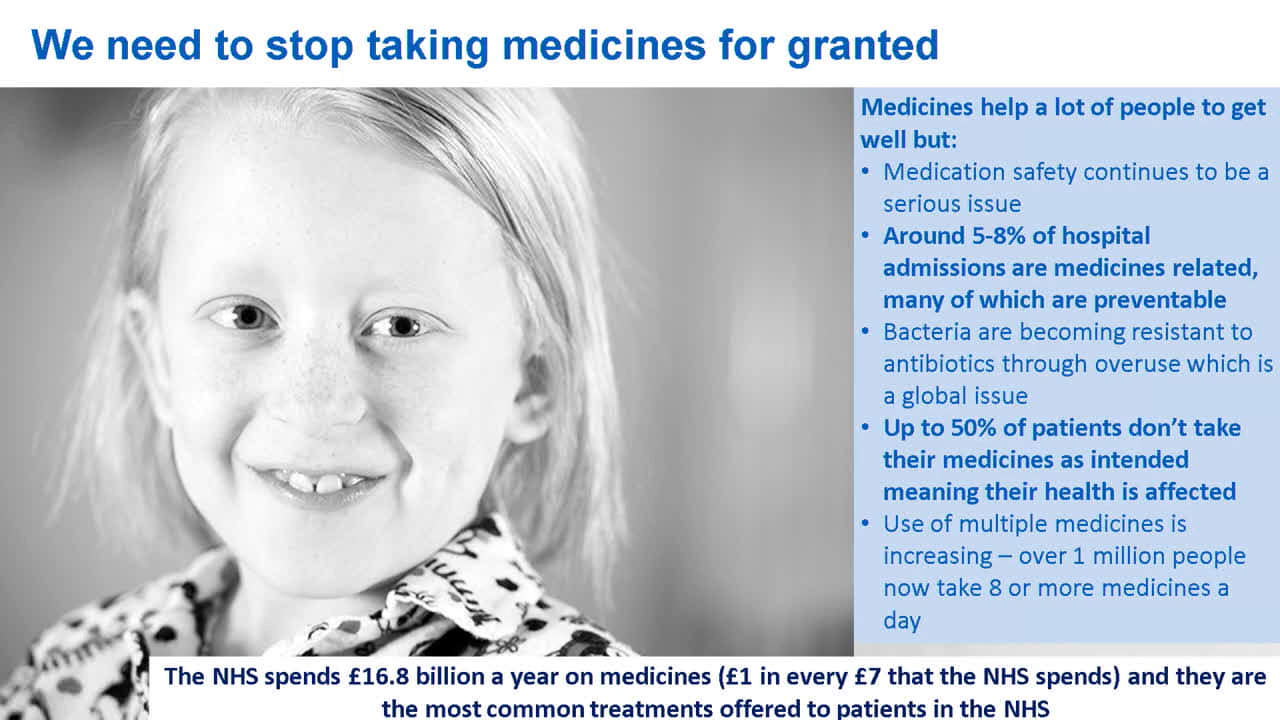 We need to stop taking medicines for granted
Medicines help a lot of people to get
well but:
• Medication safety continues to be a
serious issue
• Around 5-8% of hospital
admissions are medicines related,
many of which are preventable
• Bacteria are becoming resistant to
antibiotics through overuse which is
a global issue
• Up to 50% of patients don’t take
their medicines as intended
meaning their health is affected
• Use of multiple medicines is
increasing – over 1 million people
now take 8 or more medicines a
day
The NHS spends £16.8 billion a year on medicines (£1 in every £7 that the NHS spends) and they are
the most common treatments offered to patients in the NHS